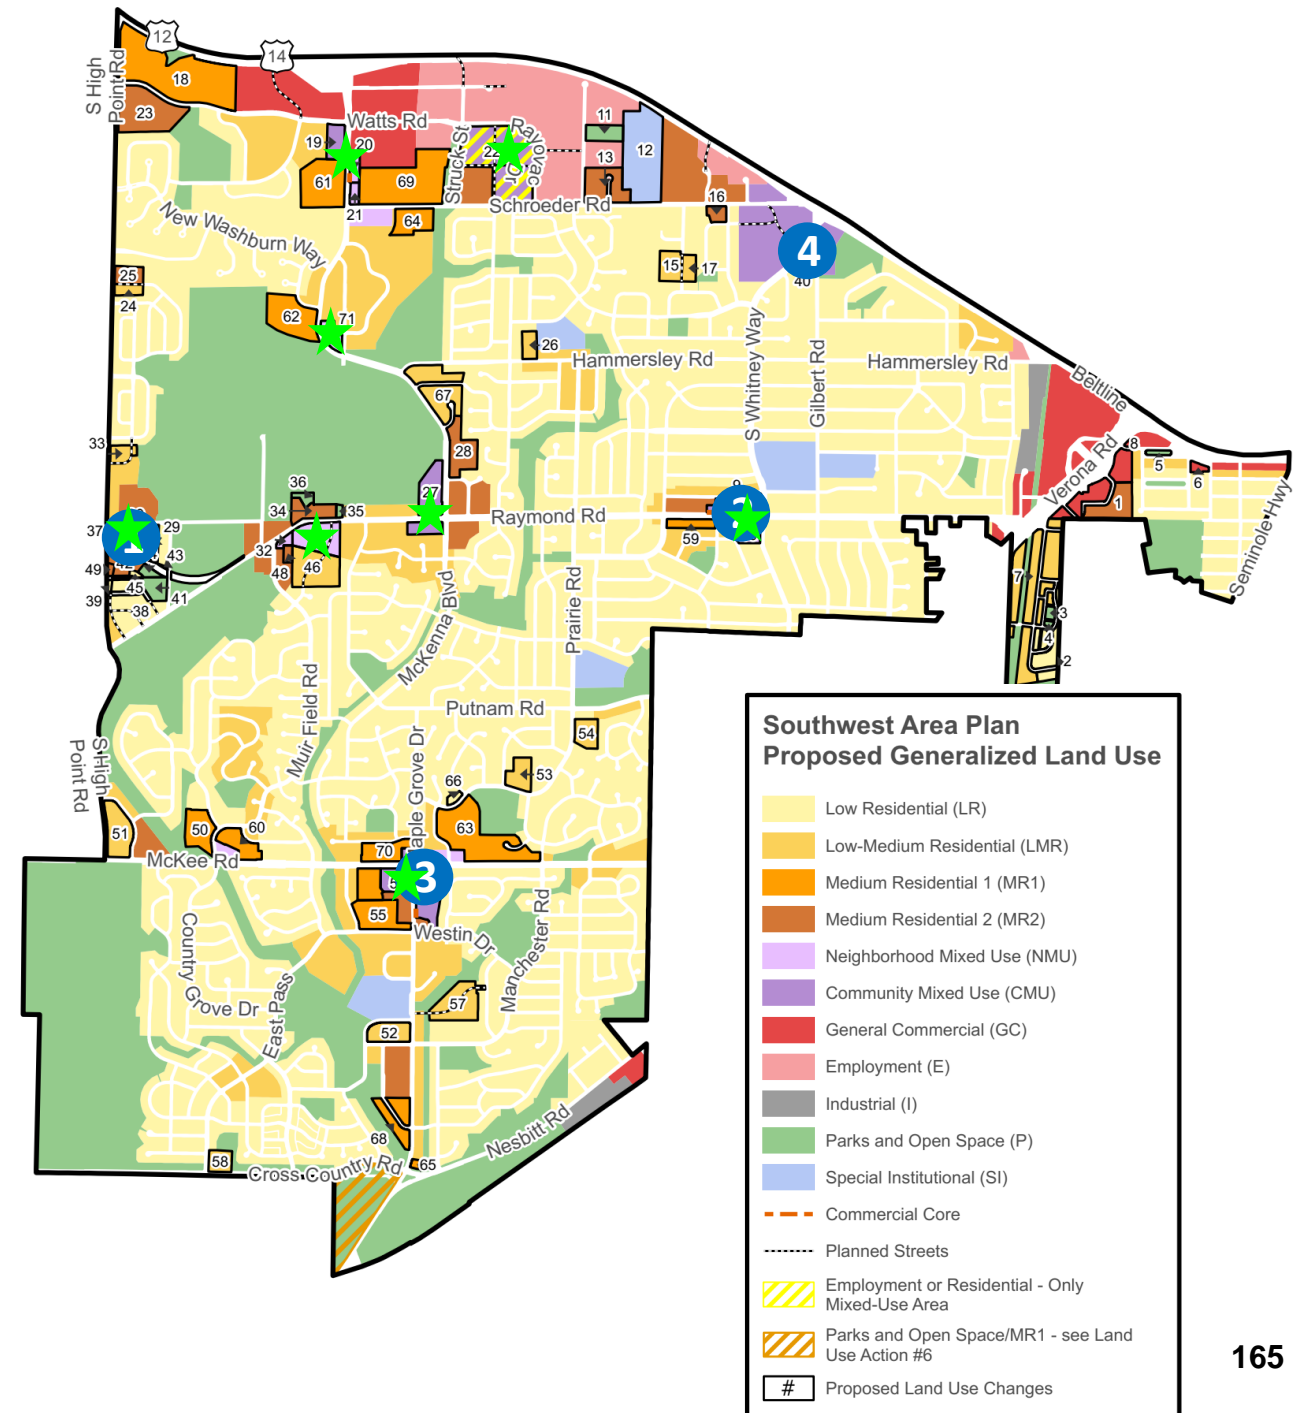 12
14
S High
Point Rd
18
23
11
Watts Rd
19
20
Struck St
22
Rayovac
Dr
12
13
61
69
21
64
Schroeder Rd
16
New Washburn Way
15
17
4
40
25
24
62
71
26
Hammersley Rd
Hammersley Rd
S Whitney Way
Gilbert Rd
Beltline
67
28
33
Verona Rd
8
5
6
1
36
34
35
27
9
37
29
Raymond Rd
59
32
46
48
43
49
42
45
41
39
38
Seminole Hwy
7
3
4
2
McKenna Blvd
Prairie Rd
Muir Field Rd
Putnam Rd
54
53
S High
Point Rd
Maple Grove Dr
66
63
51
50
60
McKee Rd
70
3
55
Westin Dr
Manchester Rd
Country
Grove Dr
East Pass
57
52
68
65
58
Cross Country Rd
Nesbitt Rd
Southwest Area Plan
Proposed Generalized Land Use
Low Residential (LR)
Low-Medium Residential (LMR)
Medium Residential 1 (MR1)
Medium Residential 2 (MR2)
Neighborhood Mixed Use (NMU)
Community Mixed Use (CMU)
General Commercial (GC)
Employment (E)
Industrial (I)
Parks and Open Space (P)
Special Institutional (SI)
Commercial Core
Planned Streets
Employment or Residential - Only
Mixed-Use Area
Parks and Open Space/MR1 - see Land
Use Action #6
# Proposed Land Use Changes
165